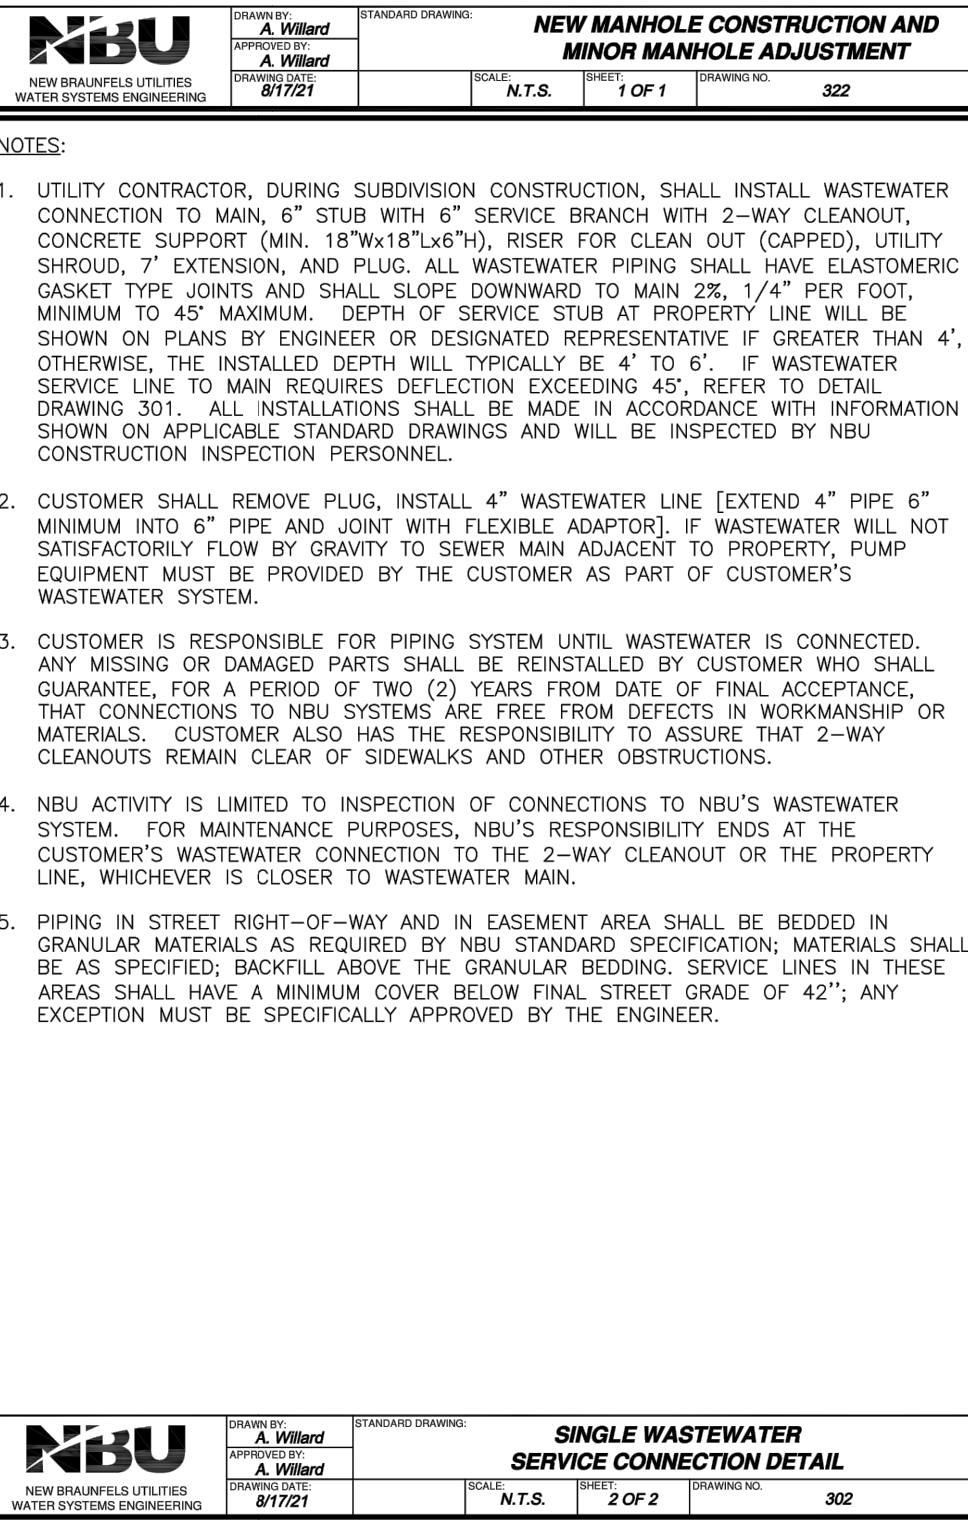 NBU
NEW BRAUNFELS UTILITIES
WATER SYSTEMS ENGINEERING
DRAWN BY:
A. Willard
APPROVED BY:
A. Willard
DRAWING DATE:
8/17/21
STANDARD DRAWING:
NEW MANHOLE CONSTRUCTION AND
MINOR MANHOLE ADJUSTMENT
SCALE:
N.T.S.
SHEET:
1 OF 1
DRAWING NO.
322
NOTES:
1. UTILITY CONTRACTOR, DURING SUBDIVISION CONSTRUCTION, SHALL INSTALL WASTEWATER
CONNECTION TO MAIN, 6" STUB WITH 6" SERVICE BRANCH WITH 2-WAY CLEANOUT,
CONCRETE SUPPORT (MIN. 18"Wx18"Lx6"H), RISER FOR CLEAN OUT (CAPPED), UTILITY
SHROUD, 7' EXTENSION, AND PLUG. ALL WASTEWATER PIPING SHALL HAVE ELASTOMERIC
GASKET TYPE JOINTS AND SHALL SLOPE DOWNWARD TO MAIN 2%, 1/4" PER FOOT,
MINIMUM TO 45° MAXIMUM. DEPTH OF SERVICE STUB AT PROPERTY LINE WILL BE
SHOWN ON PLANS BY ENGINEER OR DESIGNATED REPRESENTATIVE IF GREATER THAN 4',
OTHERWISE, THE INSTALLED DEPTH WILL TYPICALLY BE 4' TO 6'. IF WASTEWATER
SERVICE LINE TO MAIN REQUIRES DEFLECTION EXCEEDING 45°, REFER TO DETAIL
DRAWING 301. ALL INSTALLATIONS SHALL BE MADE IN ACCORDANCE WITH INFORMATION
SHOWN ON APPLICABLE STANDARD DRAWINGS AND WILL BE INSPECTED BY NBU
CONSTRUCTION INSPECTION PERSONNEL.
2. CUSTOMER SHALL REMOVE PLUG, INSTALL 4" WASTEWATER LINE [EXTEND 4" PIPE 6"
MINIMUM INTO 6" PIPE AND JOINT WITH FLEXIBLE ADAPTOR]. IF WASTEWATER WILL NOT
SATISFACTORILY FLOW BY GRAVITY TO SEWER MAIN ADJACENT TO PROPERTY, PUMP
EQUIPMENT MUST BE PROVIDED BY THE CUSTOMER AS PART OF CUSTOMER'S
WASTEWATER SYSTEM.
3. CUSTOMER IS RESPONSIBLE FOR PIPING SYSTEM UNTIL WASTEWATER IS CONNECTED.
ANY MISSING OR DAMAGED PARTS SHALL BE REINSTALLED BY CUSTOMER WHO SHALL
GUARANTEE, FOR A PERIOD OF TWO (2) YEARS FROM DATE OF FINAL ACCEPTANCE,
THAT CONNECTIONS TO NBU SYSTEMS ARE FREE FROM DEFECTS IN WORKMANSHIP OR
MATERIALS. CUSTOMER ALSO HAS THE RESPONSIBILITY TO ASSURE THAT 2-WAY
CLEANOUTS REMAIN CLEAR OF SIDEWALKS AND OTHER OBSTRUCTIONS.
4. NBU ACTIVITY IS LIMITED TO INSPECTION OF CONNECTIONS TO NBU'S WASTEWATER
SYSTEM. FOR MAINTENANCE PURPOSES, NBU'S RESPONSIBILITY ENDS AT THE
CUSTOMER'S WASTEWATER CONNECTION TO THE 2-WAY CLEANOUT OR THE PROPERTY
LINE, WHICHEVER IS CLOSER TO WASTEWATER MAIN.
5. PIPING IN STREET RIGHT-OF-WAY AND IN EASEMENT AREA SHALL BE BEDDED IN
GRANULAR MATERIALS AS REQUIRED BY NBU STANDARD SPECIFICATION; MATERIALS SHALL
BE AS SPECIFIED; BACKFILL ABOVE THE GRANULAR BEDDING. SERVICE LINES IN THESE
AREAS SHALL HAVE A MINIMUM COVER BELOW FINAL STREET GRADE OF 42''; ANY
EXCEPTION MUST BE SPECIFICALLY APPROVED BY THE ENGINEER.
NBU
NEW BRAUNFELS UTILITIES
WATER SYSTEMS ENGINEERING
DRAWN BY:
A. Willard
APPROVED BY:
A. Willard
DRAWING DATE:
8/17/21
STANDARD DRAWING:
SINGLE WASTEWATER
SERVICE CONNECTION DETAIL
SCALE:
N.T.S.
SHEET:
2 OF 2
DRAWING NO.
302